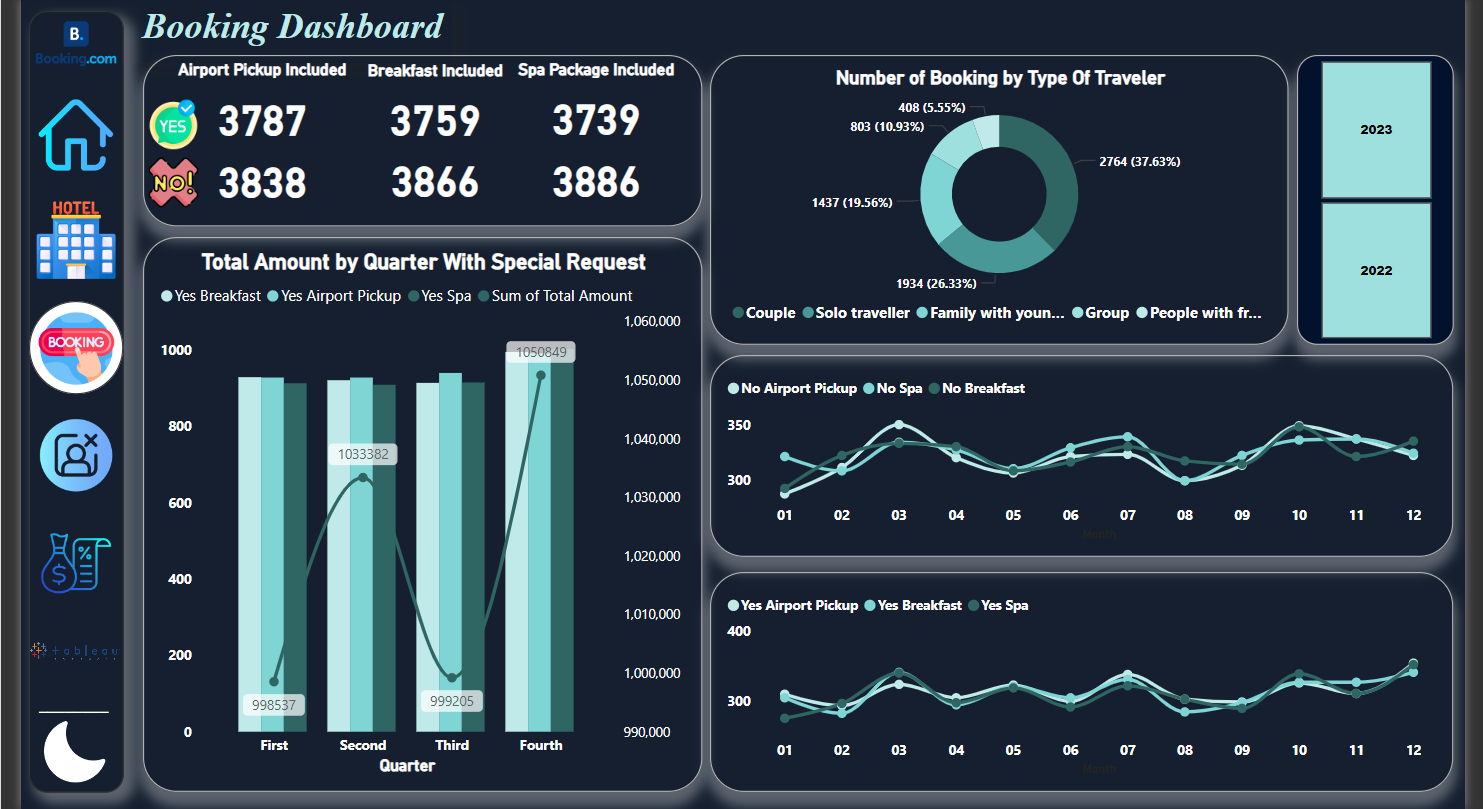 Booking Dashboard
B.
Booking.com
HOTEL
BOOKING
$
%
tableau
Airport Pickup Included
Breakfast Included
Spa Package Included
YES
3787
3759
3739
NO!
3838
3866
3886
Number of Booking by Type Of Traveler
408 (5.55%)
803 (10.93%)
2764 (37.63%)
1437 (19.56%)
1934 (26.33%)
Couple
Solo traveller
Family with youn...
Group
People with fr...
2023
2022
Total Amount by Quarter With Special Request
Yes Breakfast
Yes Airport Pickup
Yes Spa
Sum of Total Amount
1000
800
600
400
200
0
1,060,000
1,050,000
1,040,000
1,030,000
1,020,000
1,010,000
1,000,000
990,000
998537
1033382
999205
1050849
First
Second
Third
Fourth
Quarter
No Airport Pickup
No Spa
No Breakfast
350
300
01
02
03
04
05
06
07
08
09
10
11
12
Month
Yes Airport Pickup
Yes Breakfast
Yes Spa
400
300
01
02
03
04
05
06
07
08
09
10
11
12
Month